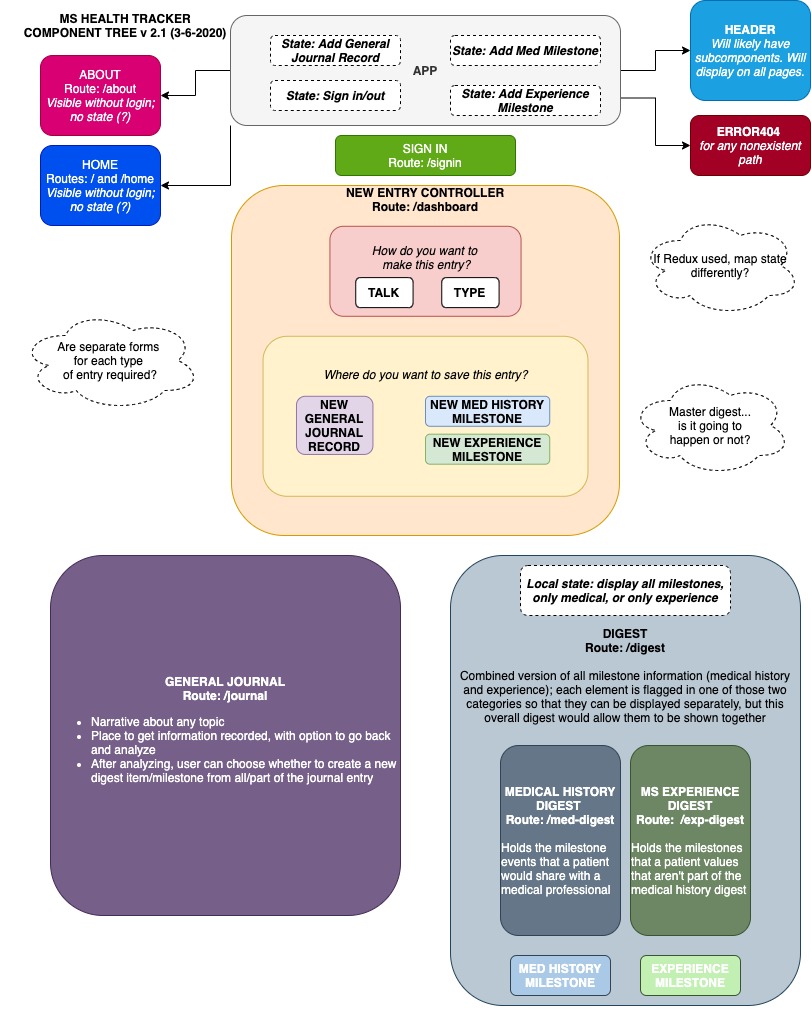 MS HEALTH TRACKER
COMPONENT TREE v 2.1 (3-6-2020)
ABOUT
Route: /about
Visible without login;
no state (?)
HOME
Routes: / and /home
Visible without login;
no state (?)
State: Add General
Journal Record
State: Sign in/out
APP
State: Add Med Milestone
State: Add Experience
Milestone
HEADER
Will likely have
subcomponents. Will
display on all pages.
ERROR404
for any nonexistent
path
SIGN IN
Route: /signin
NEW ENTRY CONTROLLER
Route: /dashboard
How do you want to
make this entry?
TALK
TYPE
If Redux used, map state
differently?
Are separate forms
for each type
of entry required?
Where do you want to save this entry?
NEW
GENERAL
JOURNAL
RECORD
NEW MED HISTORY
MILESTONE
NEW EXPERIENCE
MILESTONE
Master digest...
is it going to
happen or not?
GENERAL JOURNAL
Route: /journal
• Narrative about any topic
• Place to get information recorded, with option to go back
and analyze
• After analyzing, user can choose whether to create a new
digest item/milestone from all/part of the journal entry
Local state: display all milestones,
only medical, or only experience
DIGEST
Route: /digest
Combined version of all milestone information (medical history
and experience); each element is flagged in one of those two
categories so that they can be displayed separately, but this
overall digest would allow them to be shown together
MEDICAL HISTORY
DIGEST
Route: /med-digest
Holds the milestone
events that a patient
would share with a
medical professional
MS EXPERIENCE
DIGEST
Route: /exp-digest
Holds the milestones
that a patient values
that aren't part of the
medical history digest
MED HISTORY
MILESTONE
EXPERIENCE
MILESTONE